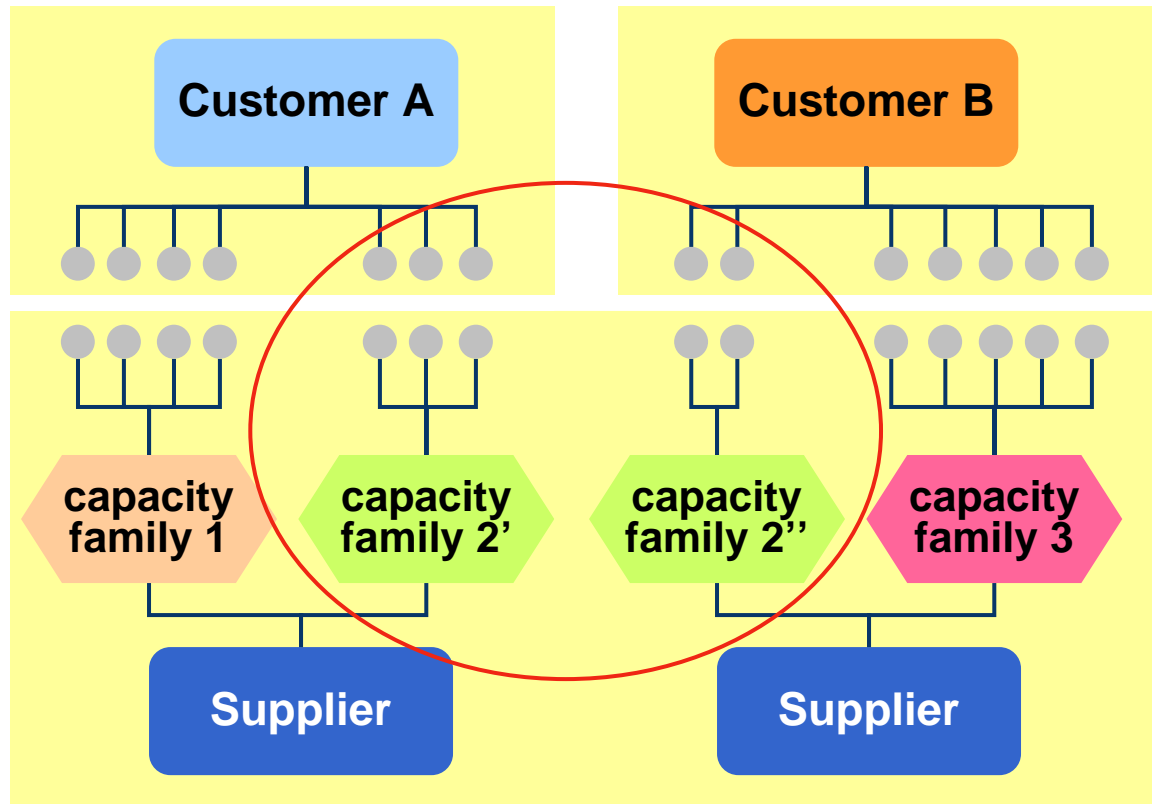 Customer A
Customer B
capacity
family 1
capacity
family 2’
capacity
family 2’’
capacity
family 3
Supplier
Supplier